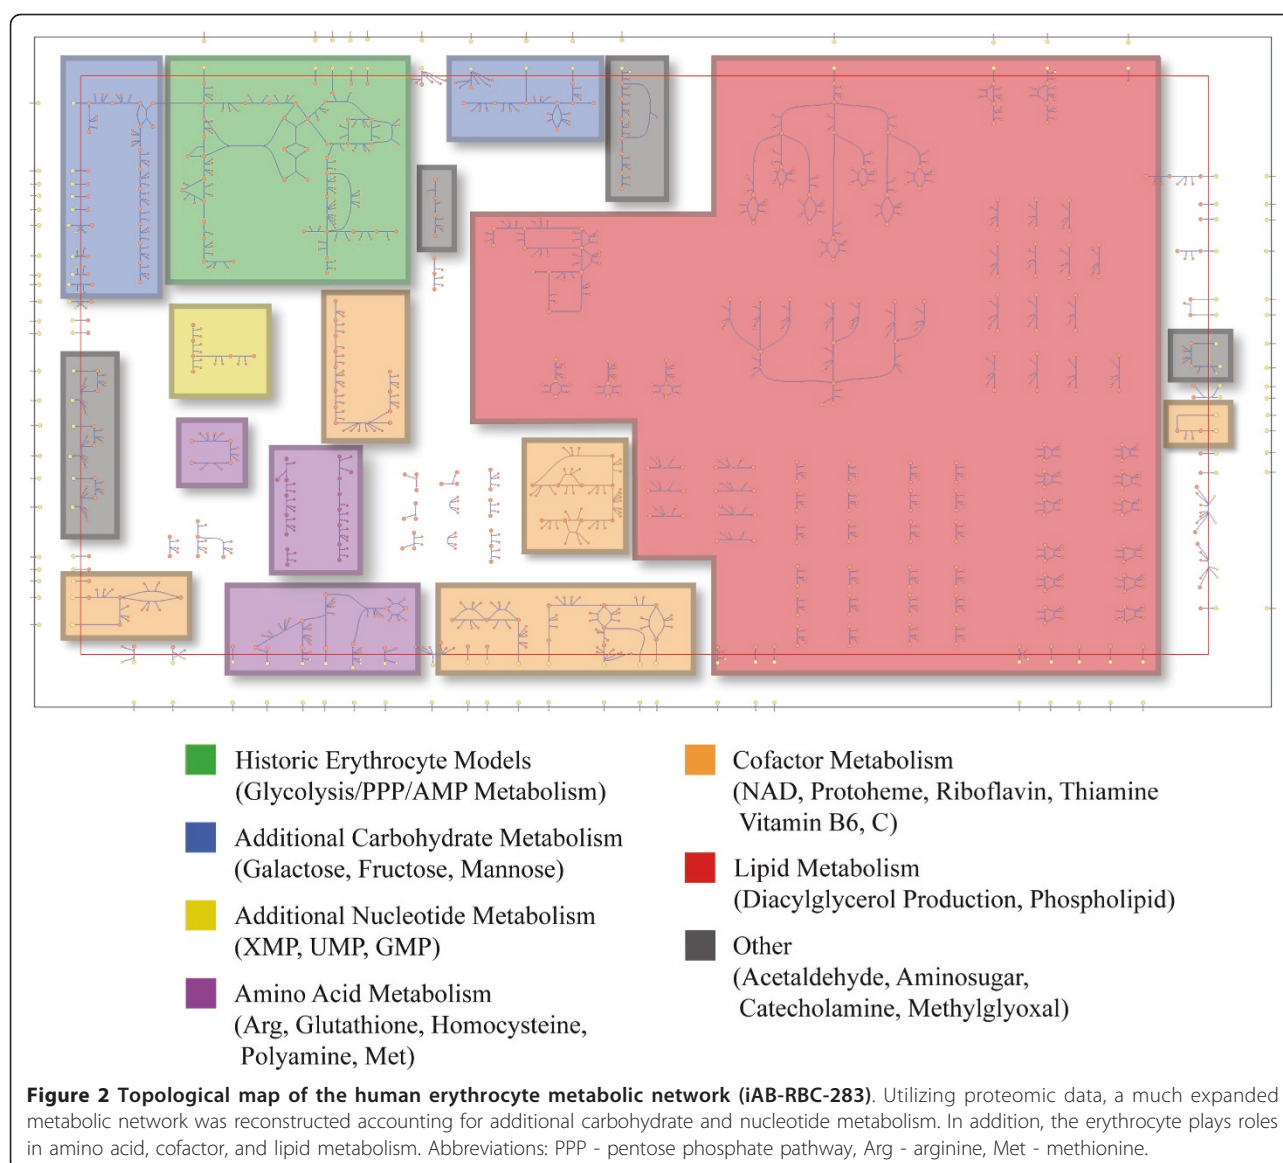 Historic Erythrocyte Models
(Glycolysis/PPP/AMP Metabolism)
Additional Carbohydrate Metabolism
(Galactose, Fructose, Mannose)
Additional Nucleotide Metabolism
(XMP, UMP, GMP)
Amino Acid Metabolism
(Arg, Glutathione, Homocysteine,
Polyamine, Met)
Cofactor Metabolism
(NAD, Protoheme, Riboflavin, Thiamine
Vitamin B6, C)
Lipid Metabolism
(Diacylglycerol Production, Phospholipid)
Other
(Acetaldehyde, Aminosugar,
Catecholamine, Methylglyoxal)
Figure 2 Topological map of the human erythrocyte metabolic network (iAB-RBC-283). Utilizing proteomic data, a much expanded
metabolic network was reconstructed accounting for additional carbohydrate and nucleotide metabolism. In addition, the erythrocyte plays roles
in amino acid, cofactor, and lipid metabolism. Abbreviations: PPP - pentose phosphate pathway, Arg - arginine, Met - methionine.